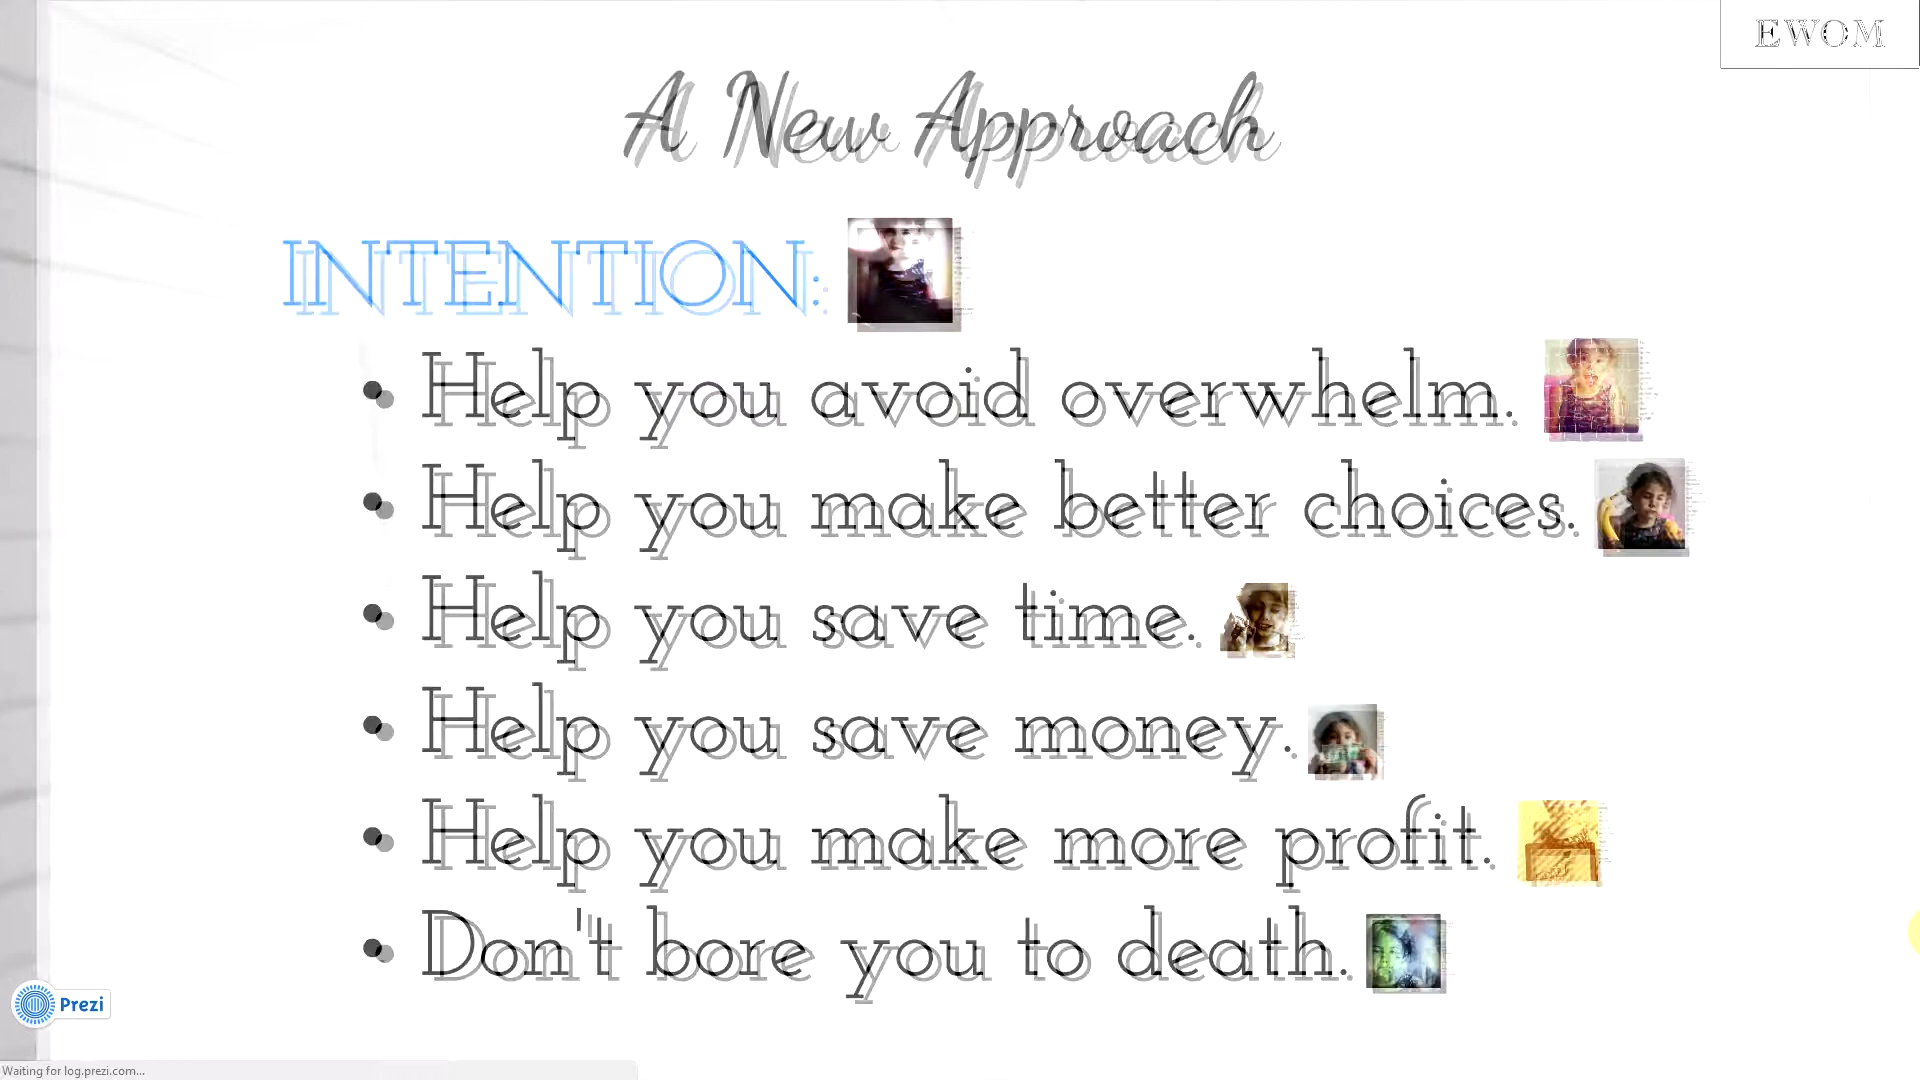 EWOM
A New Approach
INTENTION:
• Help you avoid overwhelm.
• Help you make better choices.
• Help you save time.
• Help you save money.
• Help you make more profit.
• Don't bore you to death.
Prezi
Waiting for log.prezi.com...